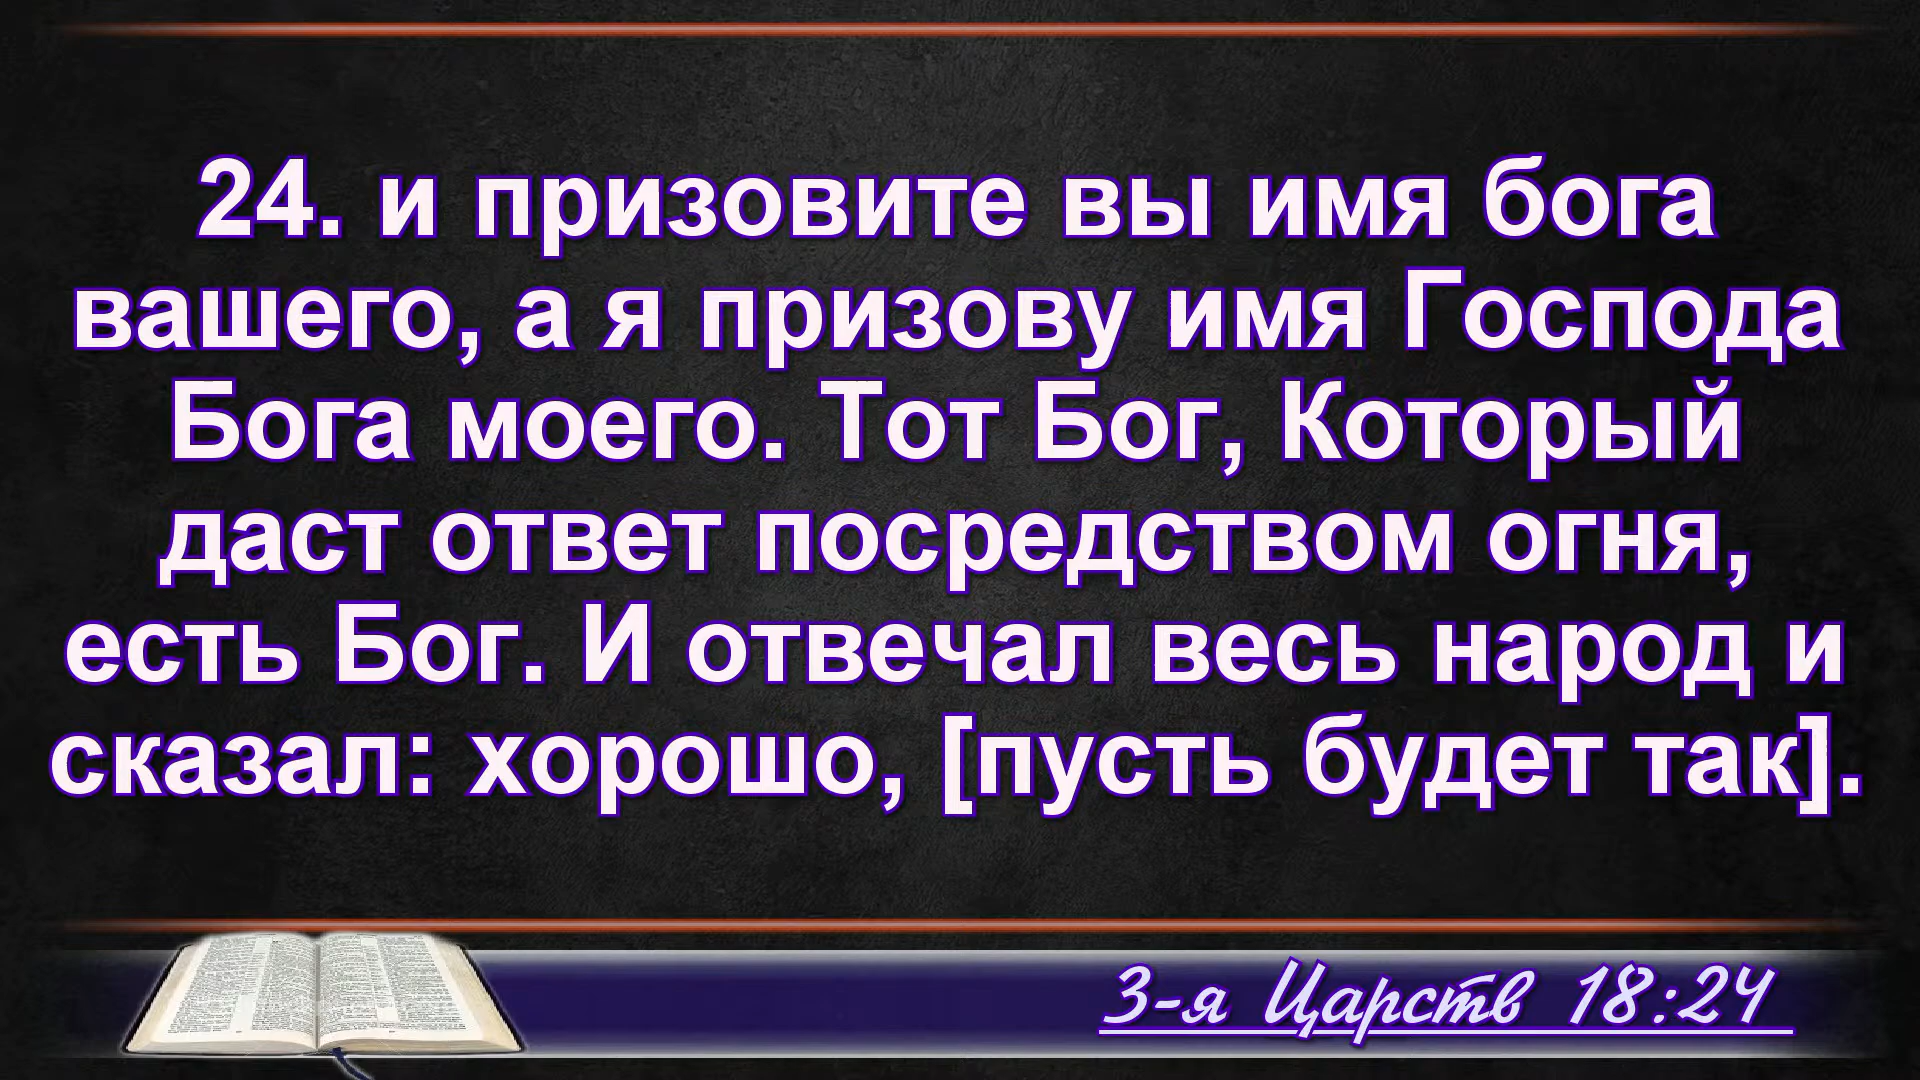 24. и призовите вы имя бога
вашего, а я призову имя Господа
Бога моего. Тот Бог, Который
даст ответ посредством огня,
есть Бог. И отвечал весь народ и
сказал: хорошо, [пусть будет так].
3-я Царств 18:24